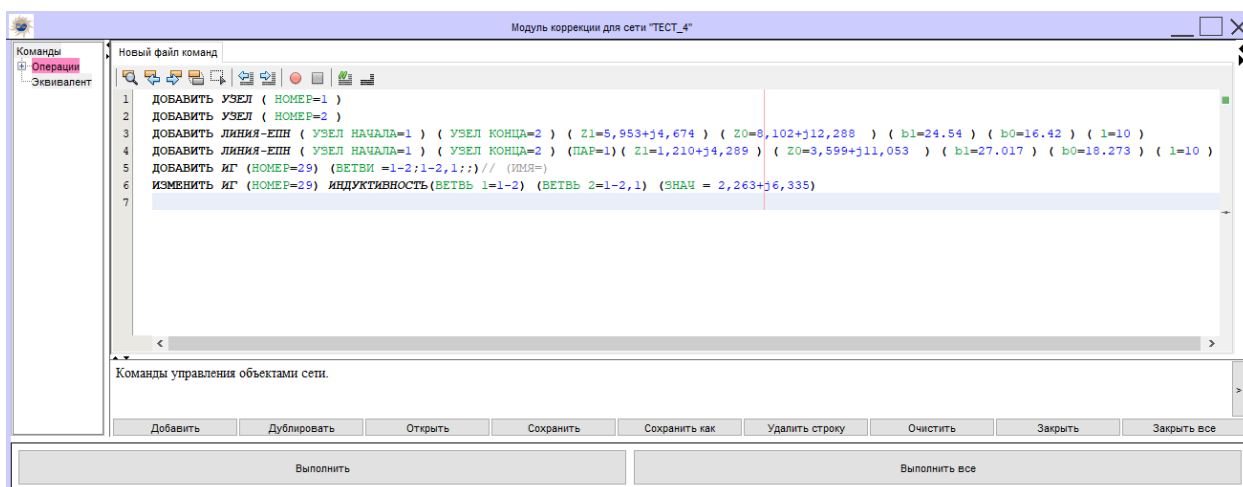 Модуль коррекции для сети "ТЕСТ_4"
Команды
Операции
Эквивалент
Новый файл команд
1 ДОБАВИТЬ УЗЕЛ ( НОМЕР=1 )
2 ДОБАВИТЬ УЗЕЛ ( НОМЕР=2 )
3 ДОБАВИТЬ ЛИНИЯ-ЕПН ( УЗЕЛ НАЧАЛА=1 ) ( УЗЕЛ КОНЦА=2 ) ( Z1=5,953+j4,674 ) ( Z0=8,102+j12,288 ) ( b1=24.54 ) ( b0=16.42 ) ( l=10 )
4 ДОБАВИТЬ ЛИНИЯ-ЕПН ( УЗЕЛ НАЧАЛА=1 ) ( УЗЕЛ КОНЦА=2 ) (ПАР=1)( Z1=1,210+j4,289 ) ( Z0=3,599+j11,053 ) ( b1=27.017 ) ( b0=18.273 ) ( l=10 )
5 ДОБАВИТЬ ИГ (НОМЕР=29) (ВЕТВИ =1-2;1-2,1;;)// (ИМЯ=)
6 ИЗМЕНИТЬ ИГ (НОМЕР=29) ИНДУКТИВНОСТЬ(ВЕТВЬ 1=1-2) (ВЕТВЬ 2=1-2,1) (ЗНАЧ = 2,263+j6,335)
7
Команды управления объектами сети.
Добавить Дублировать Открыть Сохранить Сохранить как Удалить строку Очистить Закрыть Закрыть все
Выполнить Выполнить все